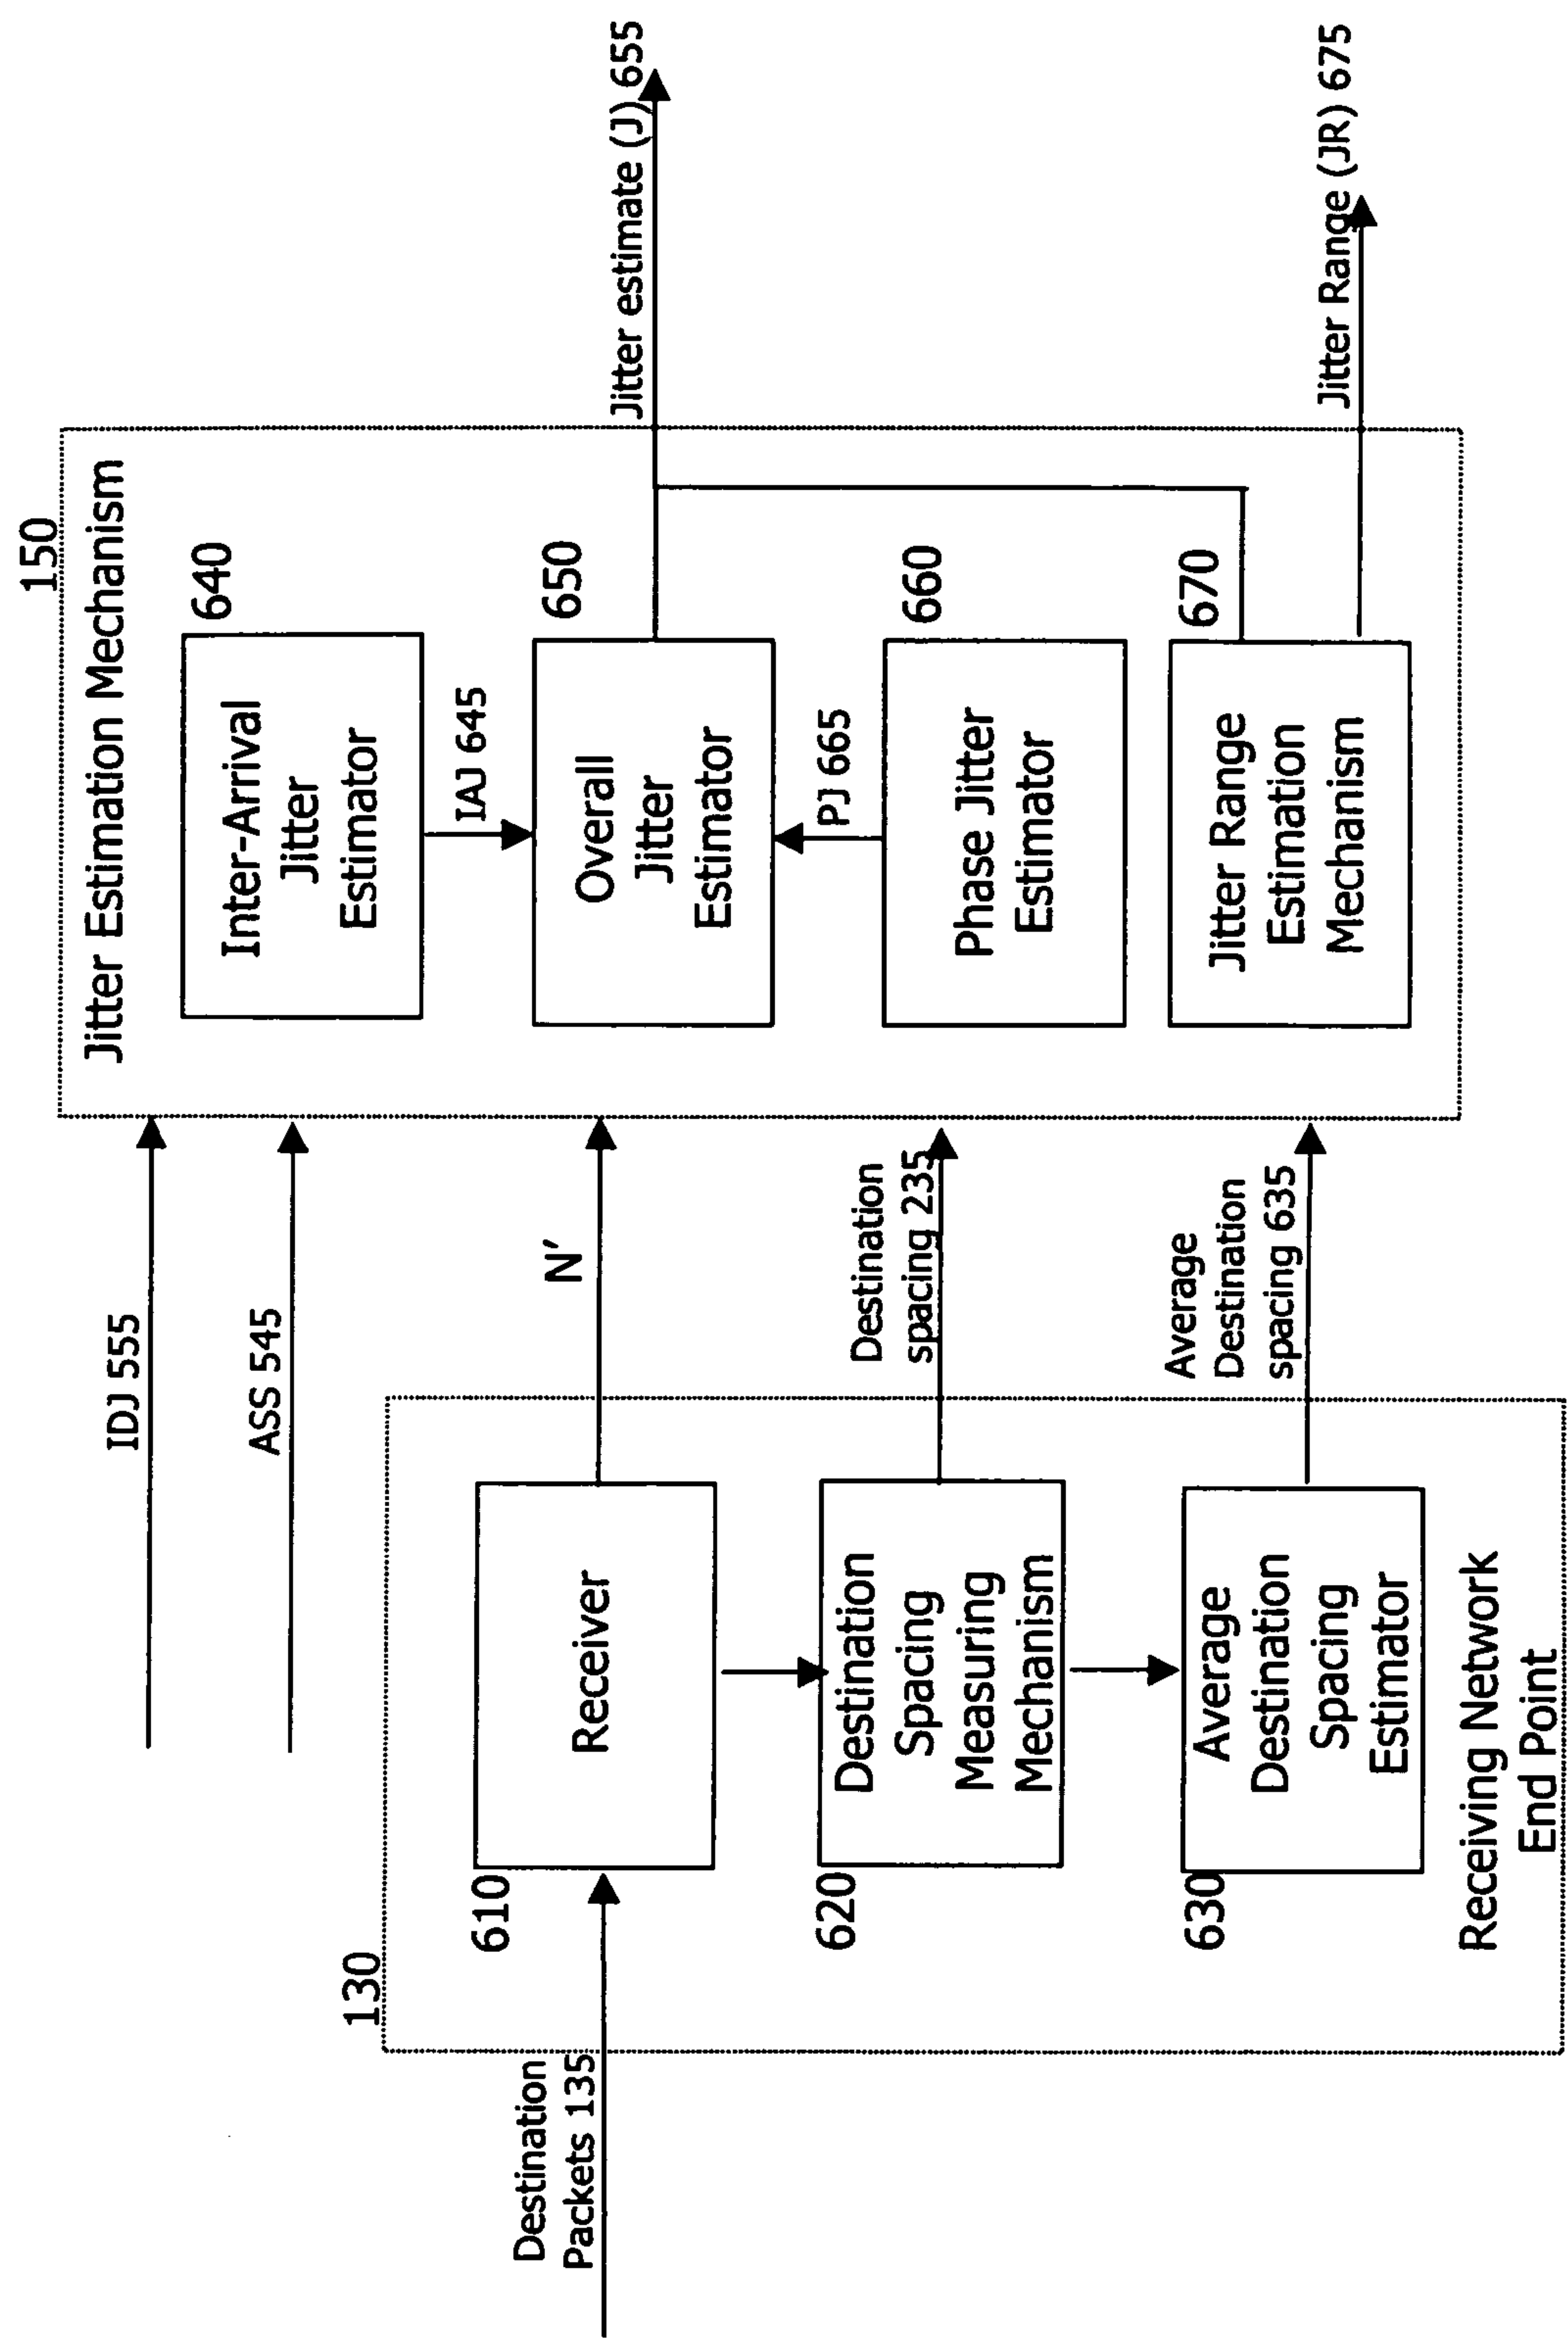 150
Jitter Estimation Mechanism
IDJ 555
ASS 545
640
Inter-Arrival
Jitter
Estimator
IAJ 645
Jitter estimate (J) 655
650
Overall
Jitter
Estimator
PJ 665
660
Phase Jitter
Estimator
670
Jitter Range
Estimation
Mechanism
Jitter Range (JR) 675
130
Destination
Packets 135
610
Receiver
N'
620
Destination
Spacing
Measuring
Mechanism
Destination
spacing 235
630
Average
Destination
Spacing
Estimator
Average
Destination
spacing 635
Receiving Network
End Point